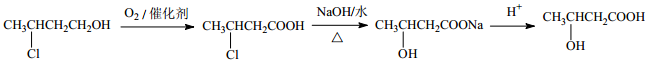 CH₃CHCH₂CH₂OH O₂ / 催化剂 CH₃CHCH₂COOH NaOH/水 CH₃CHCH₂COONa H⁺ CH₃CHCH₂COOH
Cl Cl △ OH OH